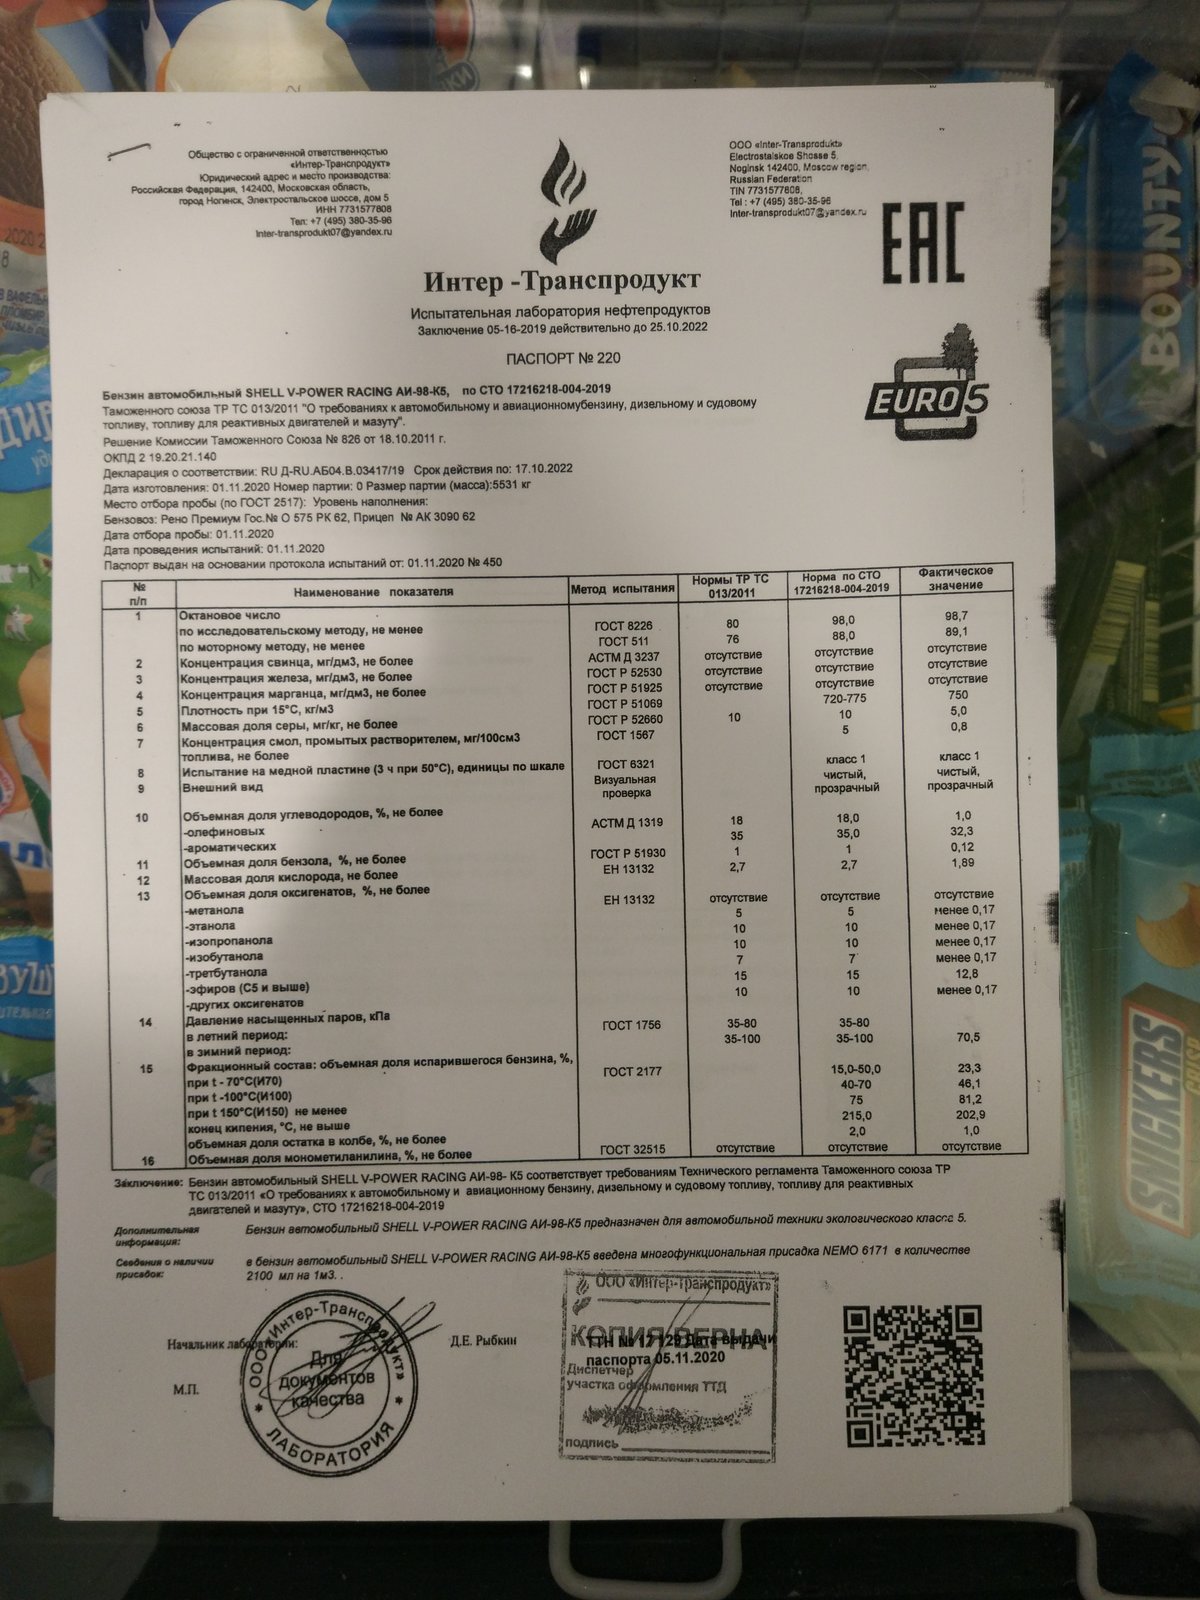 Общество с ограниченной ответственностью
«Интер-Транспродукт»
Юридический адрес и место производства:
Российская Федерация, 142400, Московская область,
город Ногинск, Электростальское шоссе, дом 5
ИНН 7731577808
Тел: +7 (495) 380-35-96
Inter-transprodukt07@yandex.ru
ООО «Inter-Transprodukt»
Electrostalskoe Shosse 5,
Noginsk 142400, Moscow region,
Russian Federation
TIN 7731577808,
Tel : +7 (495) 380-35-96
Inter-transprodukt07@yandex.ru
EAC
Интер -Транспродукт
Испытательная лаборатория нефтепродуктов
Заключение 05-16-2019 действительно до 25.10.2022
ПАСПОРТ № 220
EURO 5
Бензин автомобильный SHELL V-POWER RACING АИ-98-К5, по СТО 17216218-004-2019
Таможенного союза ТР ТС 013/2011 "О требованиях к автомобильному и авиационномубензину, дизельному и судовому
топливу, топливу для реактивных двигателей и мазуту".
Решение Комиссии Таможенного Союза № 826 от 18.10.2011 г.
ОКПД 2 19.20.21.140
Декларация о соответствии: RU Д-RU.АБ04.В.03417/19 Срок действия по: 17.10.2022
Дата изготовления: 01.11.2020 Номер партии: 0 Размер партии (масса):5531 кг
Место отбора пробы (по ГОСТ 2517): Уровень наполнения:
Бензовоз: Рено Премиум Гос.№ О 575 РК 62, Прицеп № АК 3090 62
Дата отбора пробы: 01.11.2020
Дата проведения испытаний: 01.11.2020
Паспорт выдан на основании протокола испытаний от: 01.11.2020 № 450
№ п/п Наименование показателя Метод испытания Нормы ТР ТС 013/2011 Норма по СТО 17216218-004-2019 Фактическое значение
1 Октановое число
по исследовательскому методу, не менее ГОСТ 8226 80 98,0 98,7
по моторному методу, не менее ГОСТ 511 76 88,0 89,1
2 Концентрация свинца, мг/дм3, не более АСТМ Д 3237 отсутствие отсутствие отсутствие
3 Концентрация железа, мг/дм3, не более ГОСТ Р 52530 отсутствие отсутствие отсутствие
4 Концентрация марганца, мг/дм3, не более ГОСТ Р 51925 отсутствие отсутствие отсутствие
5 Плотность при 15°С, кг/м3 ГОСТ Р 51069 720-775 750
6 Массовая доля серы, мг/кг, не более ГОСТ Р 52660 10 10 5,0
7 Концентрация смол, промытых растворителем, мг/100см3 ГОСТ 1567 5 0,8
топлива, не более
8 Испытание на медной пластине (3 ч при 50°С), единицы по шкале ГОСТ 6321 класс 1 класс 1
9 Внешний вид Визуальная проверка чистый, прозрачный чистый, прозрачный
10 Объемная доля углеводородов, %, не более АСТМ Д 1319
-олефиновых 18 18,0 1,0
-ароматических 35 35,0 32,3
11 Объемная доля бензола, %, не более ГОСТ Р 51930 1 1 0,12
12 Массовая доля кислорода, не более ЕН 13132 2,7 2,7 1,89
13 Объемная доля оксигенатов, %, не более ЕН 13132
-метанола отсутствие отсутствие отсутствие
-этанола 5 5 менее 0,17
-изопропанола 10 10 менее 0,17
-изобутанола 10 10 менее 0,17
-третбутанола 7 7 менее 0,17
-эфиров (С5 и выше) 15 15 12,8
-других оксигенатов 10 10 менее 0,17
14 Давление насыщенных паров, кПа ГОСТ 1756
в летний период: 35-80 35-80
в зимний период: 35-100 35-100 70,5
15 Фракционный состав: объемная доля испарившегося бензина, %, ГОСТ 2177
при t - 70°С(И70) 15,0-50,0 23,3
при t -100°С(И100) 40-70 46,1
при t 150°С(И150) не менее 75 81,2
конец кипения, °С, не выше 215,0 202,9
объемная доля остатка в колбе, %, не более 2,0 1,0
16 Объемная доля монометиланилина, %, не более ГОСТ 32515 отсутствие отсутствие отсутствие
Заключение: Бензин автомобильный SHELL V-POWER RACING АИ-98- К5 соответствует требованиям Технического регламента Таможенного союза ТР
ТС 013/2011 «О требованиях к автомобильному и авиационному бензину, дизельному и судовому топливу, топливу для реактивных
двигателей и мазуту», СТО 17216218-004-2019
Дополнительная информация: Бензин автомобильный SHELL V-POWER RACING АИ-98-К5 предназначен для автомобильной техники экологического класса 5.
Сведения о наличии присадок: в бензин автомобильный SHELL V-POWER RACING АИ-98-К5 введена многофункциональная присадка NEMO 6171 в количестве
2100 мл на 1м3. .
Начальник лаборатории:
Д.Е. Рыбкин
М.П.
ООО «Интер-Транспродукт»
Для
документов
качества
ЛАБОРАТОРИЯ
ООО «Интер-Транспродукт»
КОПИЯ ВЕРНА
ТТН № 17129 Дата выдачи
паспорта 05.11.2020
Диспетчер
участка оформления ТТД
подпись
BOUNTY
SNICKERS